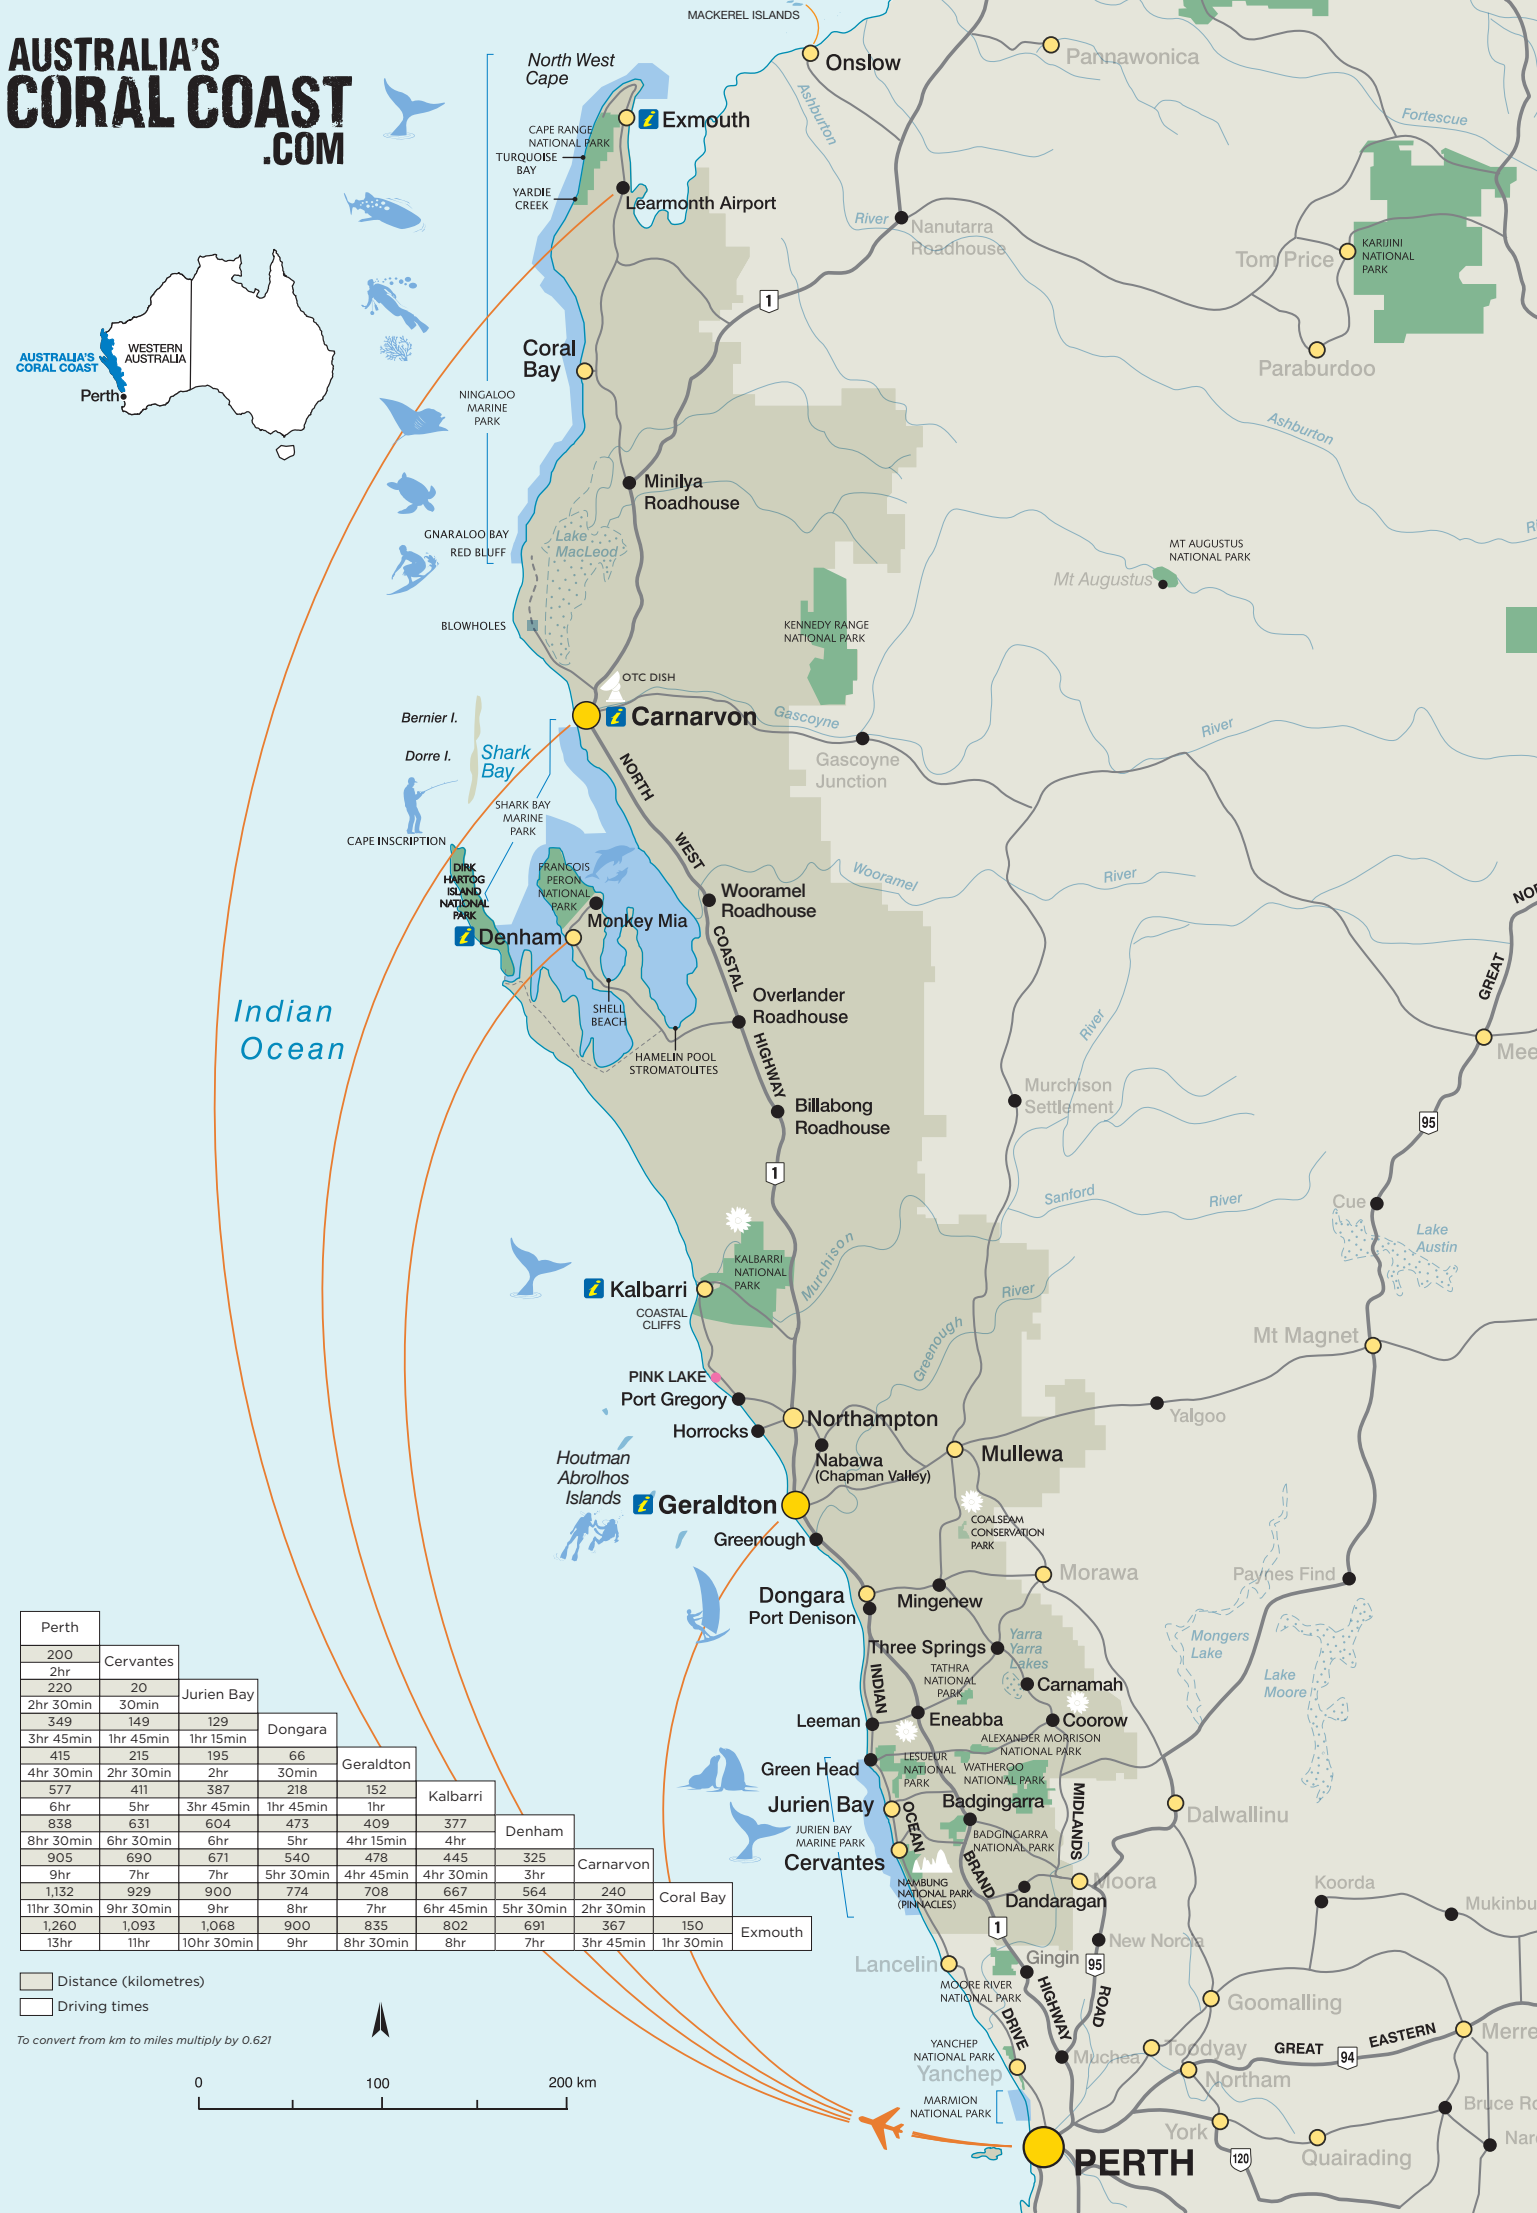 AUSTRALIA'S
CORAL COAST
.COM
MACKEREL ISLANDS
Onslow
Pannawonica
North West
Cape
Ashburton
Fortescue
Exmouth
CAPE RANGE
NATIONAL PARK
TURQUOISE
BAY
YARDIE
CREEK
Learmonth Airport
River
Nanutarra
Roadhouse
Tom Price
KARIJINI
NATIONAL
PARK
1
Paraburdoo
Coral
Bay
Ashburton
AUSTRALIA'S
CORAL COAST
WESTERN
AUSTRALIA
Perth
NINGALOO
MARINE
PARK
Minilya
Roadhouse
GNARALOO BAY
RED BLUFF
Lake
MacLeod
MT AUGUSTUS
NATIONAL PARK
Mt Augustus
BLOWHOLES
KENNEDY RANGE
NATIONAL PARK
OTC DISH
Carnarvon
Gascoyne
River
Gascoyne
Junction
Bernier I.
Dorre I.
Shark
Bay
SHARK BAY
MARINE
PARK
CAPE INSCRIPTION
DIRK
HARTOG
ISLAND
NATIONAL
PARK
FRANCOIS
PERON
NATIONAL
PARK
Monkey Mia
Denham
NORTH
WEST
COASTAL
HIGHWAY
Wooramel
River
Wooramel
Roadhouse
Overlander
Roadhouse
SHELL
BEACH
HAMELIN POOL
STROMATOLITES
Indian
Ocean
Billabong
Roadhouse
1
River
Murchison
Settlement
GREAT
95
Cue
Lake
Austin
Sanford
River
Murchison
River
KALBARRI
NATIONAL
PARK
Kalbarri
COASTAL
CLIFFS
Greenough
Mt Magnet
PINK LAKE
Port Gregory
Horrocks
Northampton
Nabawa
(Chapman Valley)
Mullewa
Yalgoo
Houtman
Abrolhos
Islands
Geraldton
Greenough
COALSEAM
CONSERVATION
PARK
Morawa
Paynes Find
Dongara
Port Denison
Mingenew
Three Springs
Yarra
Yarra
Lakes
Mongers
Lake
Lake
Moore
TATHRA
NATIONAL
PARK
Carnamah
INDIAN
Leeman
Eneabba
Coorow
ALEXANDER MORRISON
NATIONAL PARK
Green Head
LESUEUR
NATIONAL
PARK
WATHEROO
NATIONAL PARK
Jurien Bay
JURIEN BAY
MARINE PARK
Badgingarra
BADGINGARRA
NATIONAL PARK
MIDLANDS
Dalwallinu
OCEAN
Cervantes
NAMBUNG
NATIONAL PARK
(PINNACLES)
BRAND
Dandaragan
Moora
Koorda
1
New Norcia
Lancelin
Gingin
95
MOORE RIVER
NATIONAL PARK
HIGHWAY
ROAD
Goomalling
DRIVE
YANCHEP
NATIONAL PARK
Yanchep
Muchea
Toodyay
GREAT
94
EASTERN
Northam
MARMION
NATIONAL PARK
York
120
Quairading
PERTH
Perth
200
2hr
Cervantes
220 20
2hr 30min 30min
Jurien Bay
349 149 129
3hr 45min 1hr 45min 1hr 15min
Dongara
415 215 195 66
4hr 30min 2hr 30min 2hr 30min
Geraldton
577 411 387 218 152
6hr 5hr 3hr 45min 1hr 45min 1hr
Kalbarri
838 631 604 473 409 377
8hr 30min 6hr 30min 6hr 5hr 4hr 15min 4hr
Denham
905 690 671 540 478 445 325
9hr 7hr 7hr 5hr 30min 4hr 45min 4hr 30min 3hr
Carnarvon
1,132 929 900 774 708 667 564 240
11hr 30min 9hr 30min 9hr 8hr 7hr 6hr 45min 5hr 30min 2hr 30min
Coral Bay
1,260 1,093 1,068 900 835 802 691 367 150
13hr 11hr 10hr 30min 9hr 8hr 30min 8hr 7hr 3hr 45min 1hr 30min
Exmouth
Distance (kilometres)
Driving times
To convert from km to miles multiply by 0.621
0 100 200 km